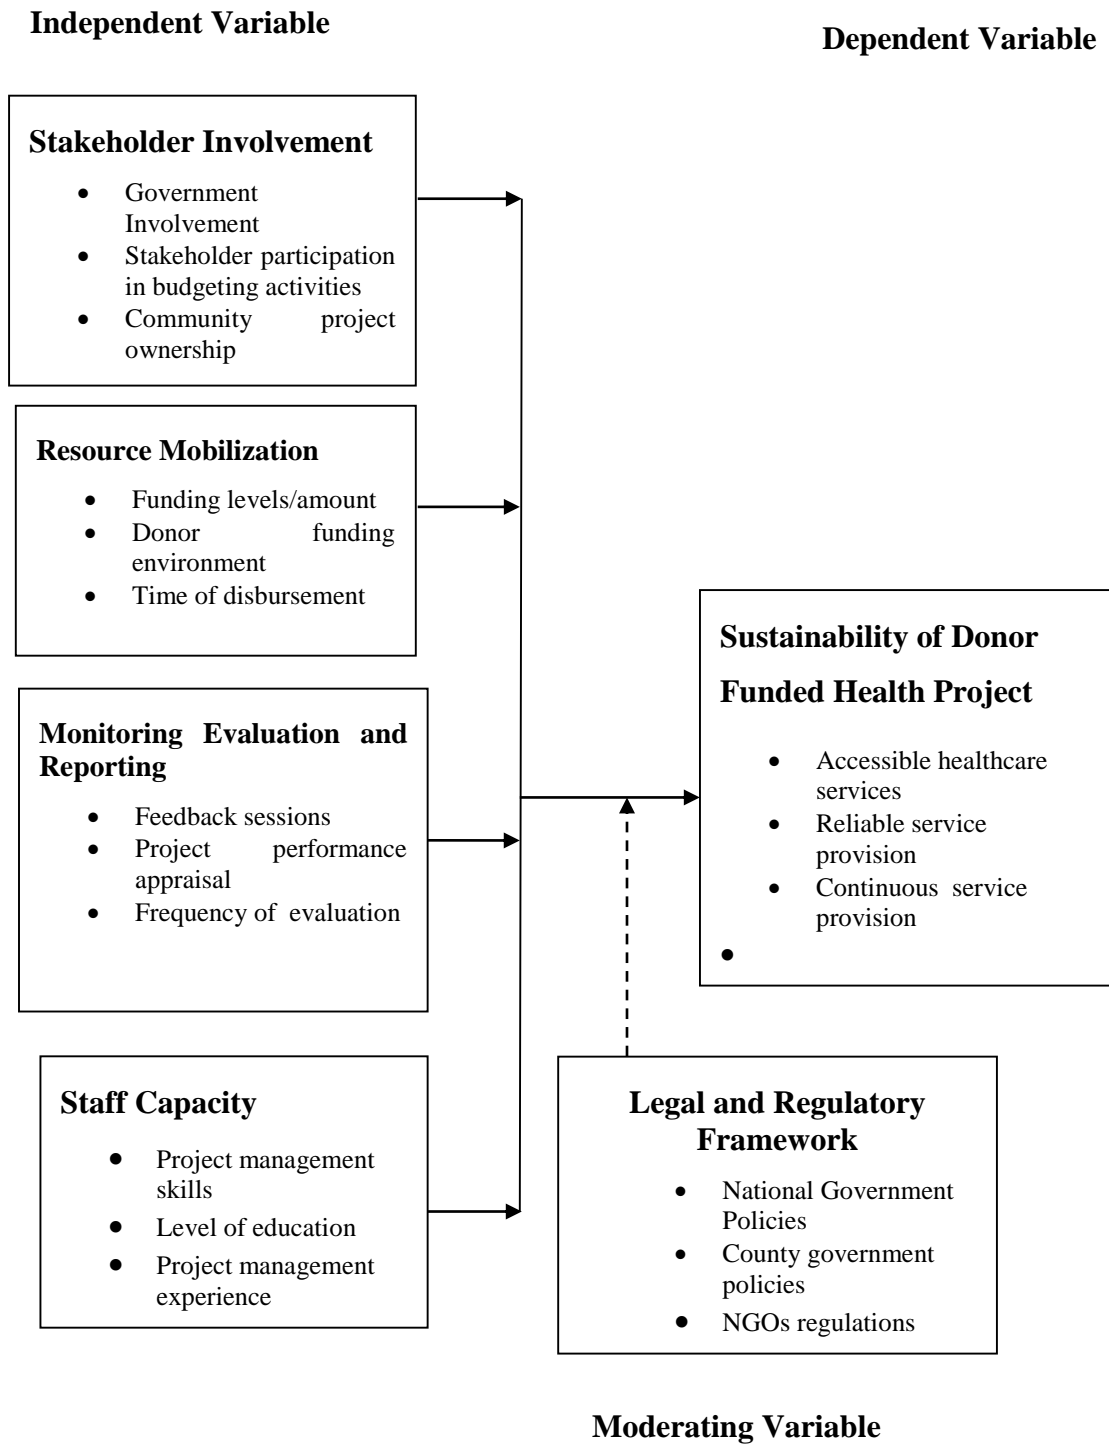 Independent Variable
Dependent Variable
Stakeholder Involvement
• Government
Involvement
• Stakeholder participation
in budgeting activities
• Community project
ownership
Resource Mobilization
• Funding levels/amount
• Donor funding
environment
• Time of disbursement
Monitoring Evaluation and
Reporting
• Feedback sessions
• Project performance
appraisal
• Frequency of evaluation
Staff Capacity
• Project management
skills
• Level of education
• Project management
experience
Sustainability of Donor
Funded Health Project
• Accessible healthcare
services
• Reliable service
provision
• Continuous service
provision
•
Legal and Regulatory
Framework
• National Government
Policies
• County government
policies
• NGOs regulations
Moderating Variable